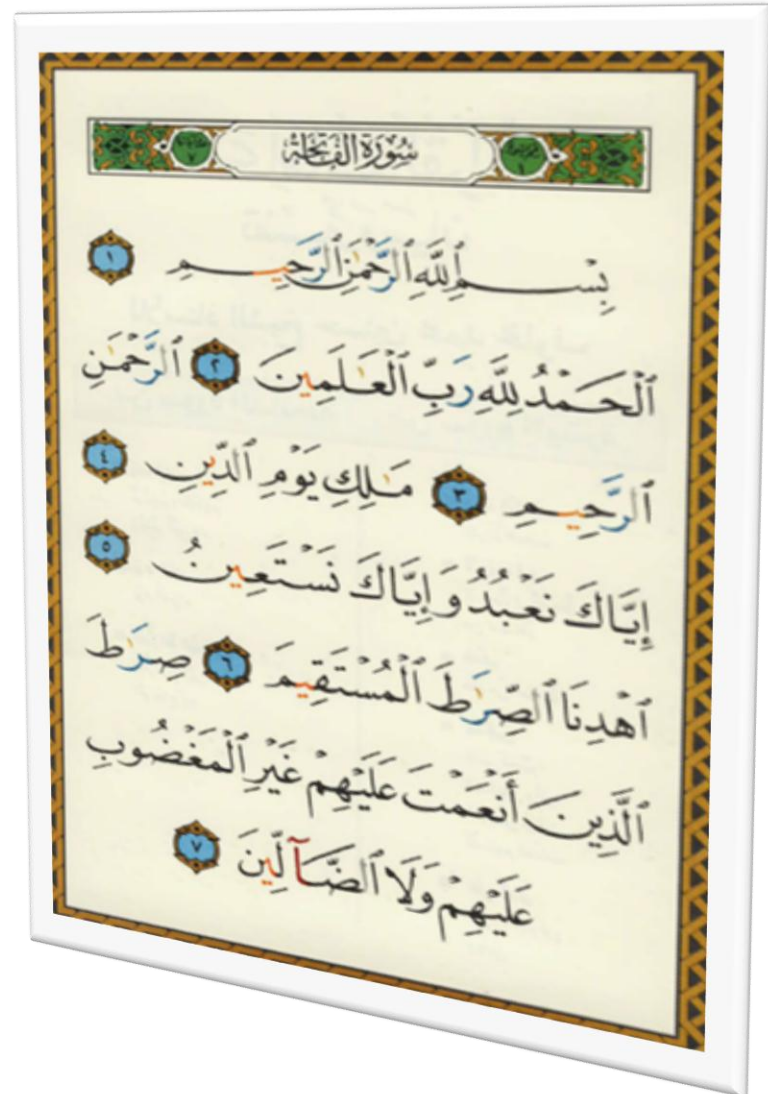 سُورَةُ الفَاتِحَةِ
بِسْمِ ٱللَّهِ ٱلرَّحْمَٰنِ ٱلرَّحِيمِ ١
ٱلْحَمْدُ لِلَّهِ رَبِّ ٱلْعَٰلَمِينَ ٢ ٱلرَّحْمَٰنِ
ٱلرَّحِيمِ ٣ مَٰلِكِ يَوْمِ ٱلدِّينِ ٤
إِيَّاكَ نَعْبُدُ وَإِيَّاكَ نَسْتَعِينُ ٥
ٱهْدِنَا ٱلصِّرَٰطَ ٱلْمُسْتَقِيمَ ٦ صِرَٰطَ
ٱلَّذِينَ أَنْعَمْتَ عَلَيْهِمْ غَيْرِ ٱلْمَغْضُوبِ
عَلَيْهِمْ وَلَا ٱلضَّآلِّينَ ٧